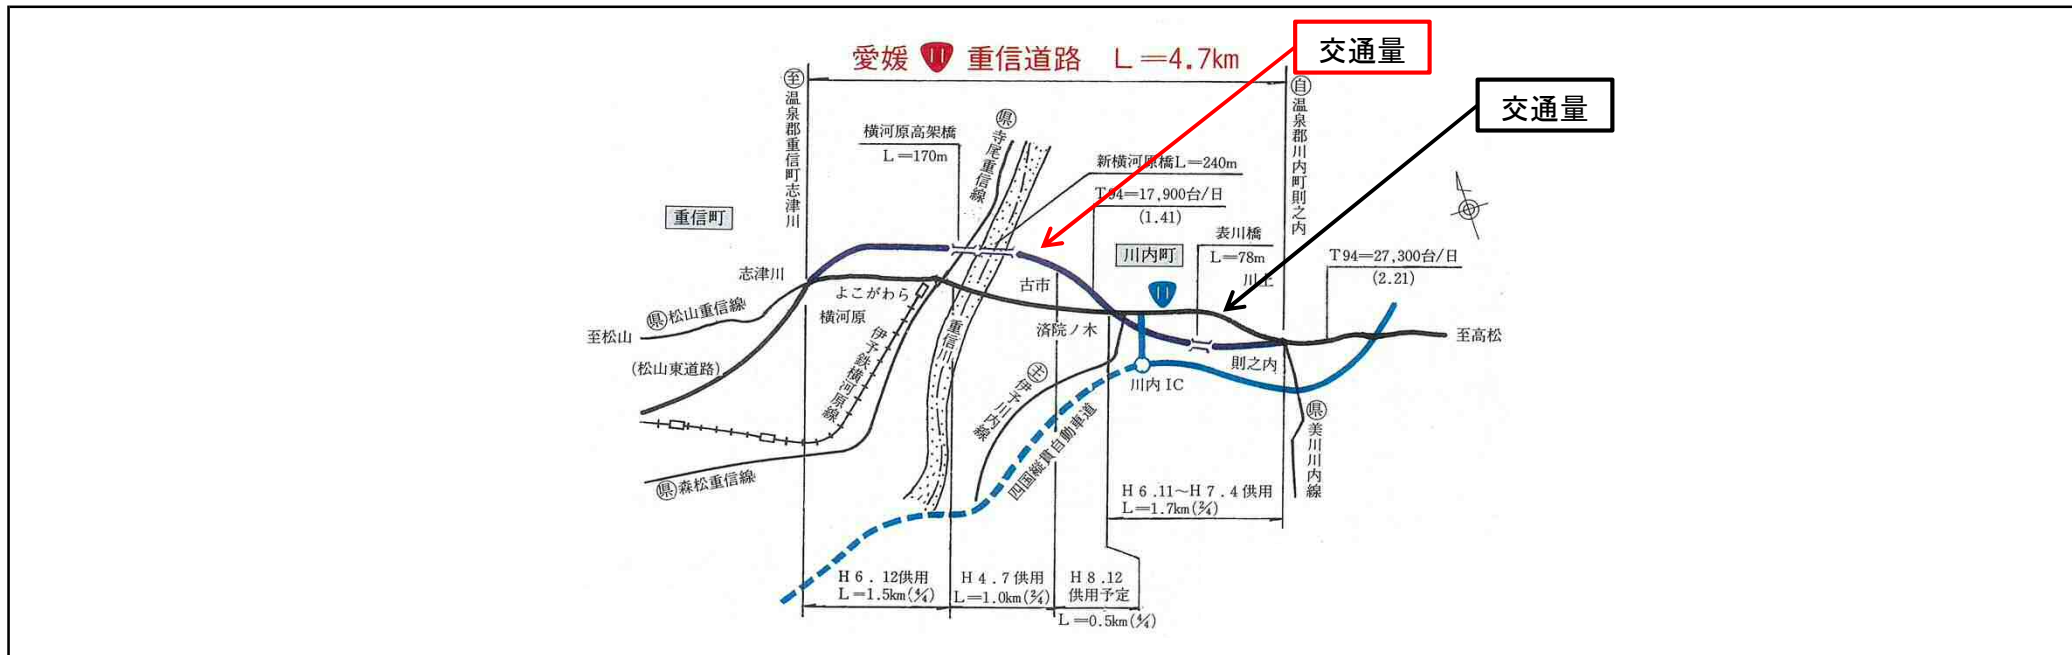 愛媛 11 重信道路 L=4.7km
交通量
交通量
至 温泉郡重信町志津川
自 温泉郡川内町則之内
横河原高架橋
L=170m
県 寺尾重信線
新横河原橋L=240m
T94=17,900台/日
(1.41)
重信町
川内町
表川橋
L=78m
川上
T94=27,300台/日
(2.21)
志津川
よこがわら
古市
11
県 松山重信線
横河原
済院ノ木
至松山
至高松
(松山東道路)
伊予鉄横河原線
重信川
則之内
川内 IC
主 伊予川内線
四国縦貫自動車道
県 美川川内線
県 森松重信線
H 6 .11～H 7 . 4 供用
L=1.7km(2/4)
H 6 . 12供用
L=1.5km(4/4)
H 4 . 7 供用
L=1.0km(2/4)
H 8 .12
供用予定
L=0.5km(4/4)